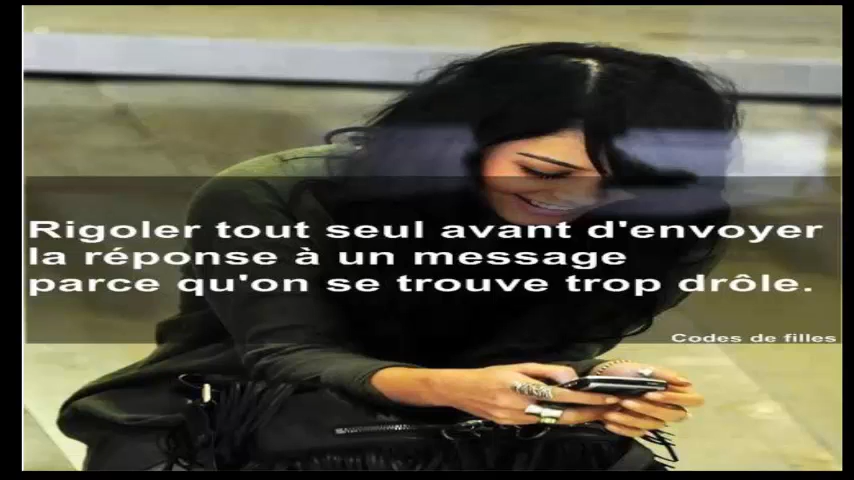 Rigoler tout seul avant d'envoyer
la réponse à un message
parce qu'on se trouve trop drôle.
Codes de filles